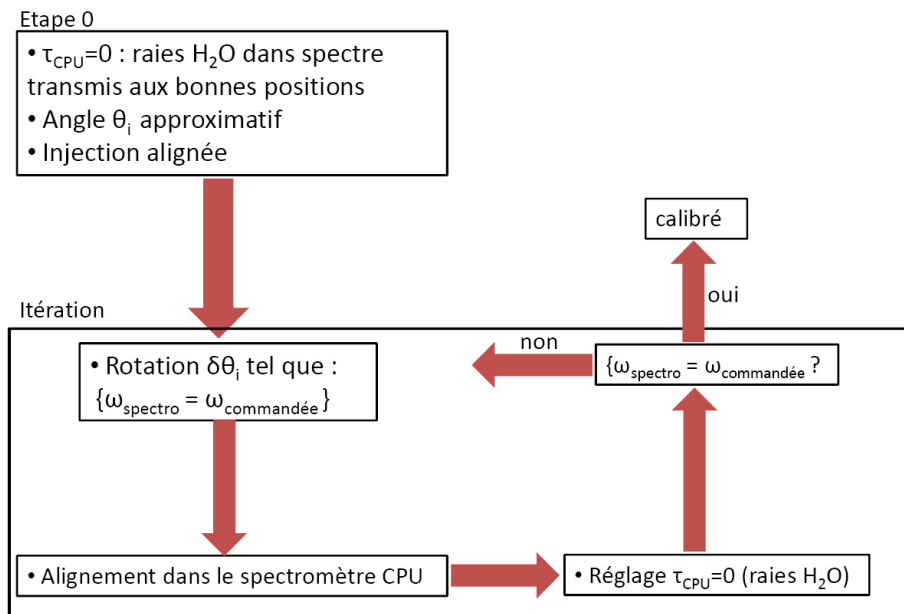 Etape 0
• τCPU=0 : raies H₂O dans spectre
transmis aux bonnes positions
• Angle θᵢ approximatif
• Injection alignée
calibré
oui
Itération
non
• Rotation δθᵢ tel que :
{ωspectro = ωcommandée }
{ωspectro = ωcommandée ?
• Alignement dans le spectromètre CPU
• Réglage τCPU=0 (raies H₂O)